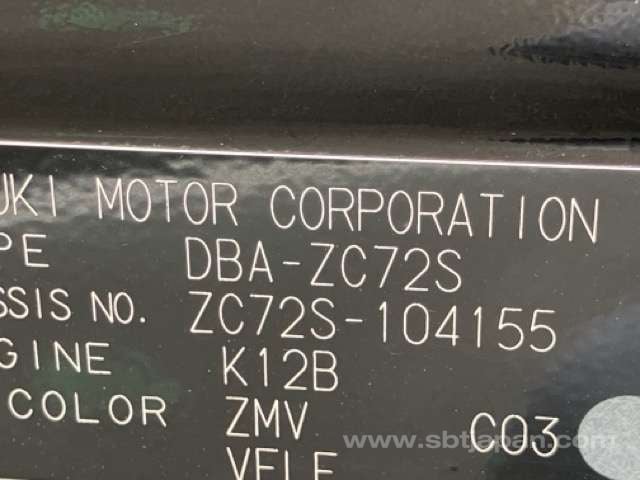 UKI MOTOR CORPORATION
PE DBA-ZC72S
SSIS NO. ZC72S-104155
GINE K12B
COLOR ZMV C03
www.sbtjapan.com